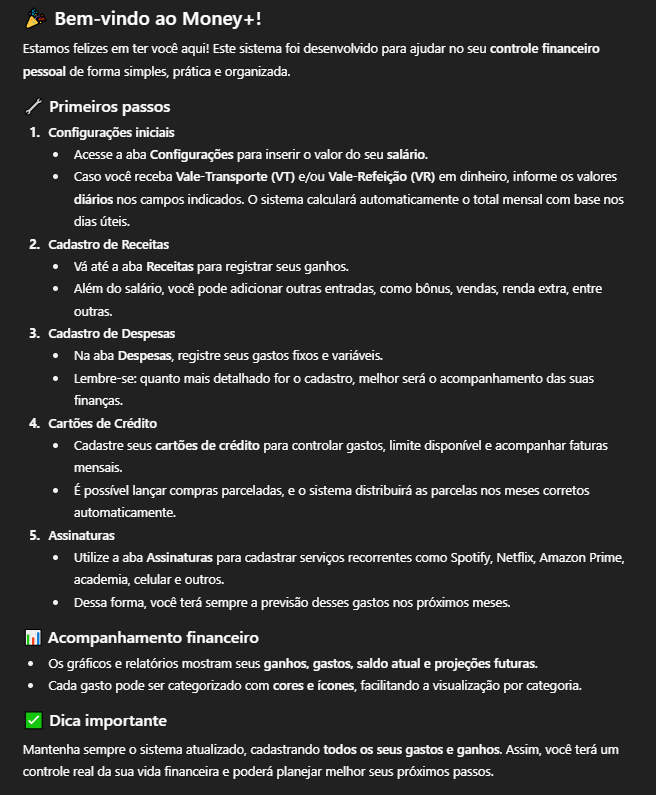 🎉 Bem-vindo ao Money+!
Estamos felizes em ter você aqui! Este sistema foi desenvolvido para ajudar no seu controle financeiro
pessoal de forma simples, prática e organizada.
🔧 Primeiros passos
1. Configurações iniciais
• Acesse a aba Configurações para inserir o valor do seu salário.
• Caso você receba Vale-Transporte (VT) e/ou Vale-Refeição (VR) em dinheiro, informe os valores
diários nos campos indicados. O sistema calculará automaticamente o total mensal com base nos
dias úteis.
2. Cadastro de Receitas
• Vá até a aba Receitas para registrar seus ganhos.
• Além do salário, você pode adicionar outras entradas, como bônus, vendas, renda extra, entre
outras.
3. Cadastro de Despesas
• Na aba Despesas, registre seus gastos fixos e variáveis.
• Lembre-se: quanto mais detalhado for o cadastro, melhor será o acompanhamento das suas
finanças.
4. Cartões de Crédito
• Cadastre seus cartões de crédito para controlar gastos, limite disponível e acompanhar faturas
mensais.
• É possível lançar compras parceladas, e o sistema distribuirá as parcelas nos meses corretos
automaticamente.
5. Assinaturas
• Utilize a aba Assinaturas para cadastrar serviços recorrentes como Spotify, Netflix, Amazon Prime,
academia, celular e outros.
• Dessa forma, você terá sempre a previsão desses gastos nos próximos meses.
📊 Acompanhamento financeiro
• Os gráficos e relatórios mostram seus ganhos, gastos, saldo atual e projeções futuras.
• Cada gasto pode ser categorizado com cores e ícones, facilitando a visualização por categoria.
✅ Dica importante
Mantenha sempre o sistema atualizado, cadastrando todos os seus gastos e ganhos. Assim, você terá um
controle real da sua vida financeira e poderá planejar melhor seus próximos passos.